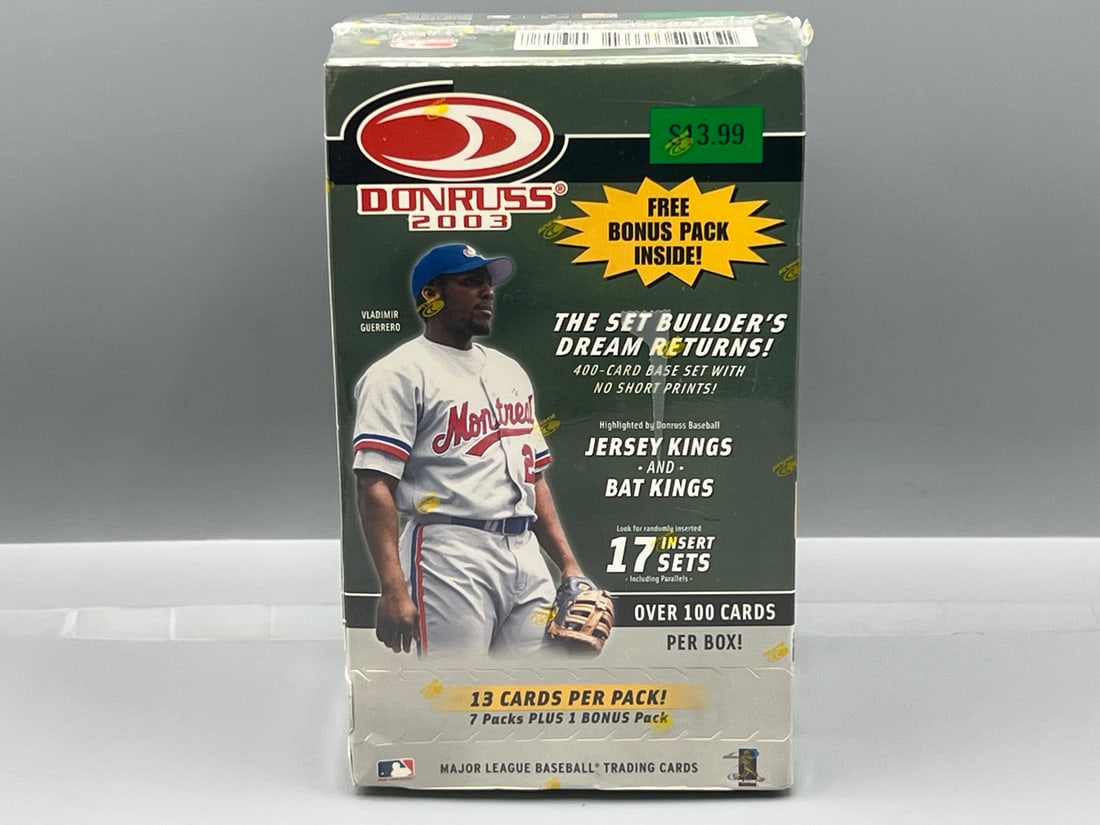 $13.99
DONRUSS®
2003
FREE
BONUS PACK
INSIDE!
VLADIMIR
GUERRERO
THE SET BUILDER'S
DREAM RETURNS!
400-CARD BASE SET WITH
NO SHORT PRINTS!
Highlighted by Donruss Baseball
JERSEY KINGS
• AND •
BAT KINGS
Montreal
2
Look for randomly inserted
17 INSERT
SETS
- Including Parallels -
OVER 100 CARDS
PER BOX!
13 CARDS PER PACK!
7 Packs PLUS 1 BONUS Pack
MAJOR LEAGUE BASEBALL® TRADING CARDS